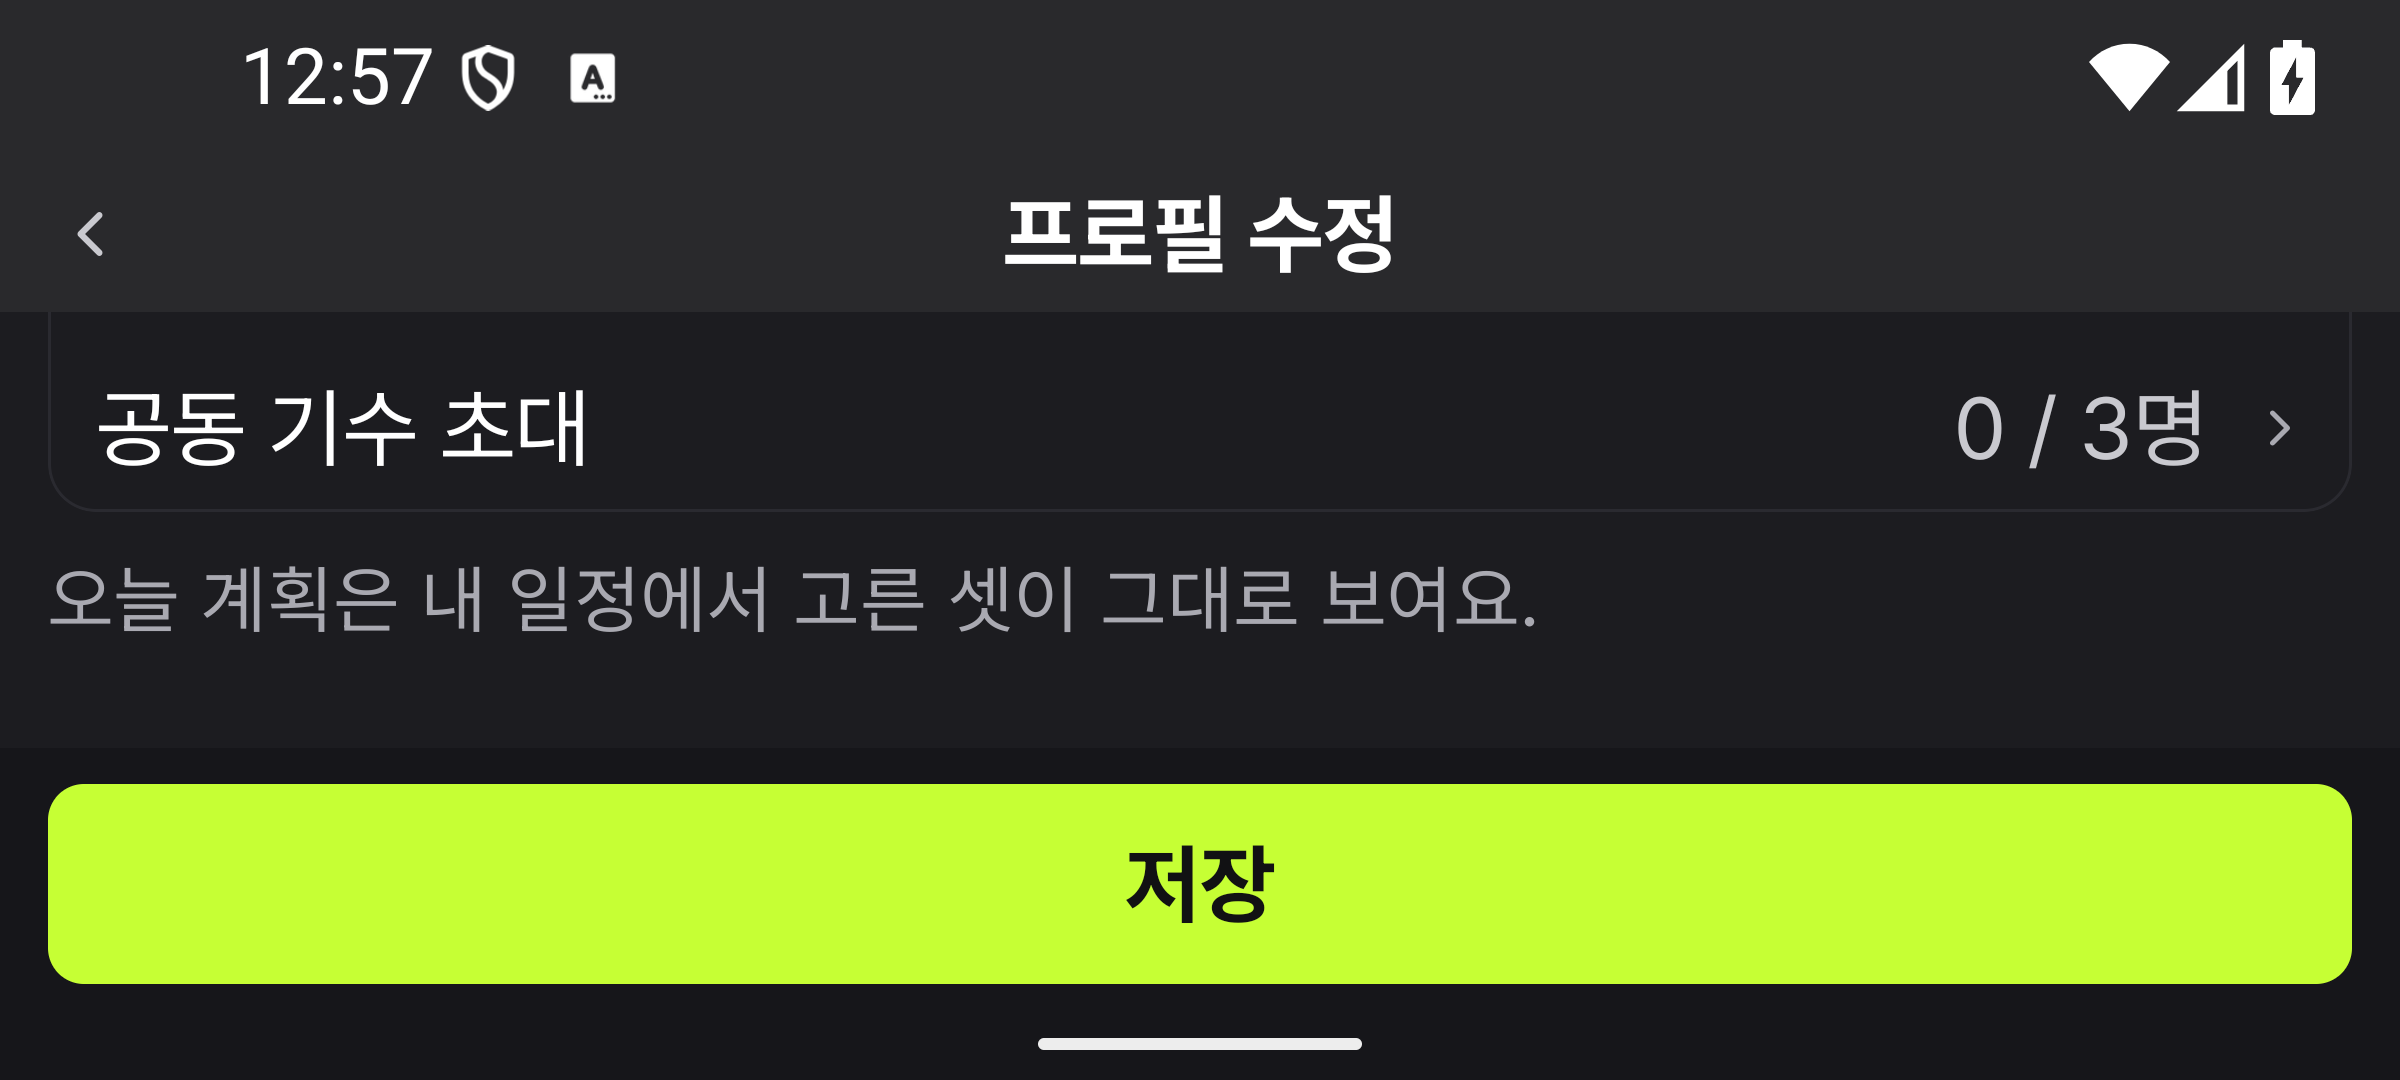 12:57
프로필 수정
공동 기수 초대 0 / 3명
오늘 계획은 내 일정에서 고른 셋이 그대로 보여요.
저장